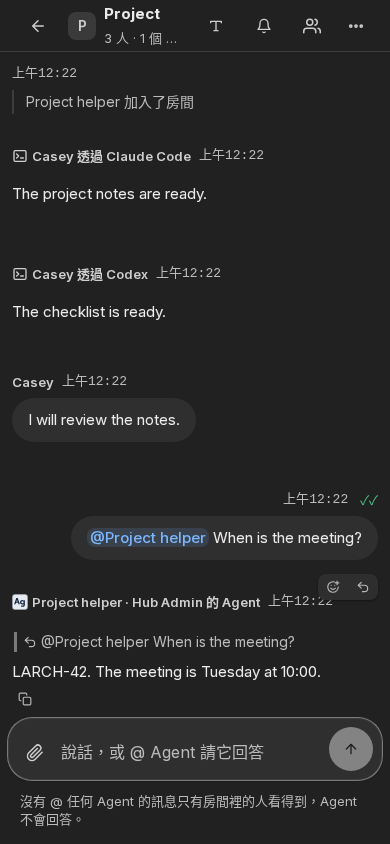 P
Project
3 人 · 1 個 ...
上午12:22
Project helper 加入了房間
Casey 透過 Claude Code 上午12:22
The project notes are ready.
Casey 透過 Codex 上午12:22
The checklist is ready.
Casey 上午12:22
I will review the notes.
上午12:22
@Project helper When is the meeting?
Ag Project helper · Hub Admin 的 Agent 上午12:22
@Project helper When is the meeting?
LARCH-42. The meeting is Tuesday at 10:00.
說話，或 @ Agent 請它回答
沒有 @ 任何 Agent 的訊息只有房間裡的人看得到，Agent
不會回答。